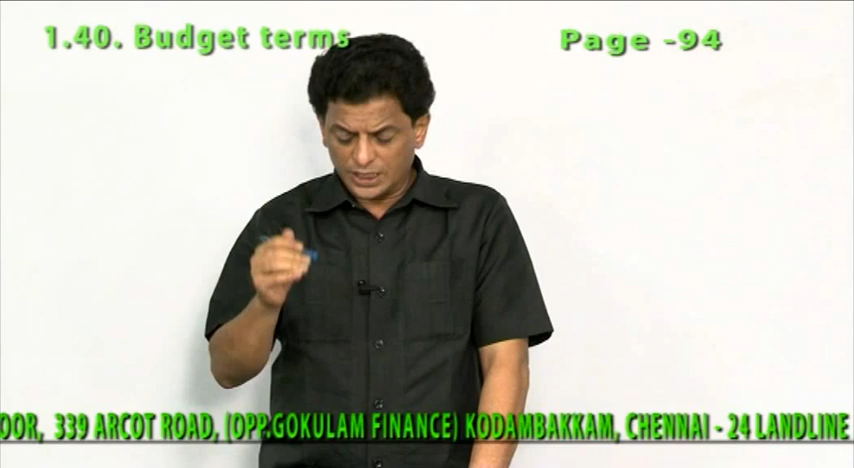 1.40. Budget terms
Page -94
OOR, 339 ARCOT ROAD, (OPP.GOKULAM FINANCE) KODAMBAKKAM, CHENNAI - 24 LANDLINE